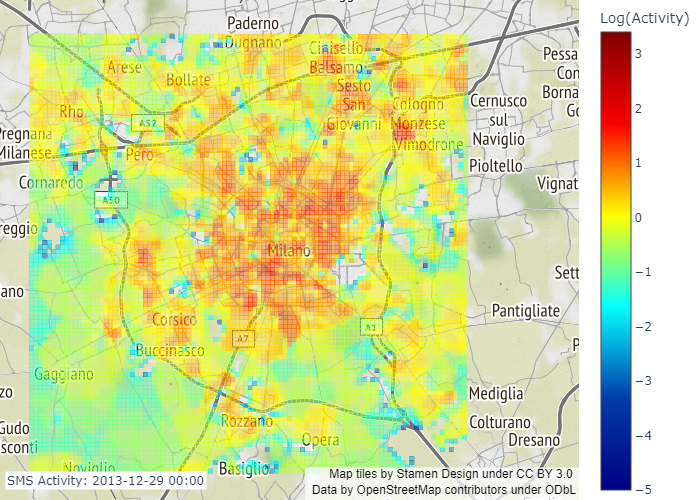 Log(Activity)
Paderno
Dugnano
Cinisello
Balsamo
Arese
Bollate
Sesto
San
Giovanni
Pessa
Con
Borna
Go
Rho
A52
Cologno
Monzese
Vimodrone
Cernusco
sul
Naviglio
Pregnana
Milanese
Pero
Pioltello
Cornaredo
A50
Vignat
reggio
Milano
Sett
ano
Pantigliate
Corsico
A7
A1
Buccinasco
P
Gaggiano
zo
Mediglia
Rozzano
Colturano
Gudo
sconti
Opera
Dresano
Noviglio
Basiglio
3
2
1
0
−1
−2
−3
−4
−5
SMS Activity: 2013-12-29 00:00
Map tiles by Stamen Design under CC BY 3.0
Data by OpenStreetMap contributors under ODbL